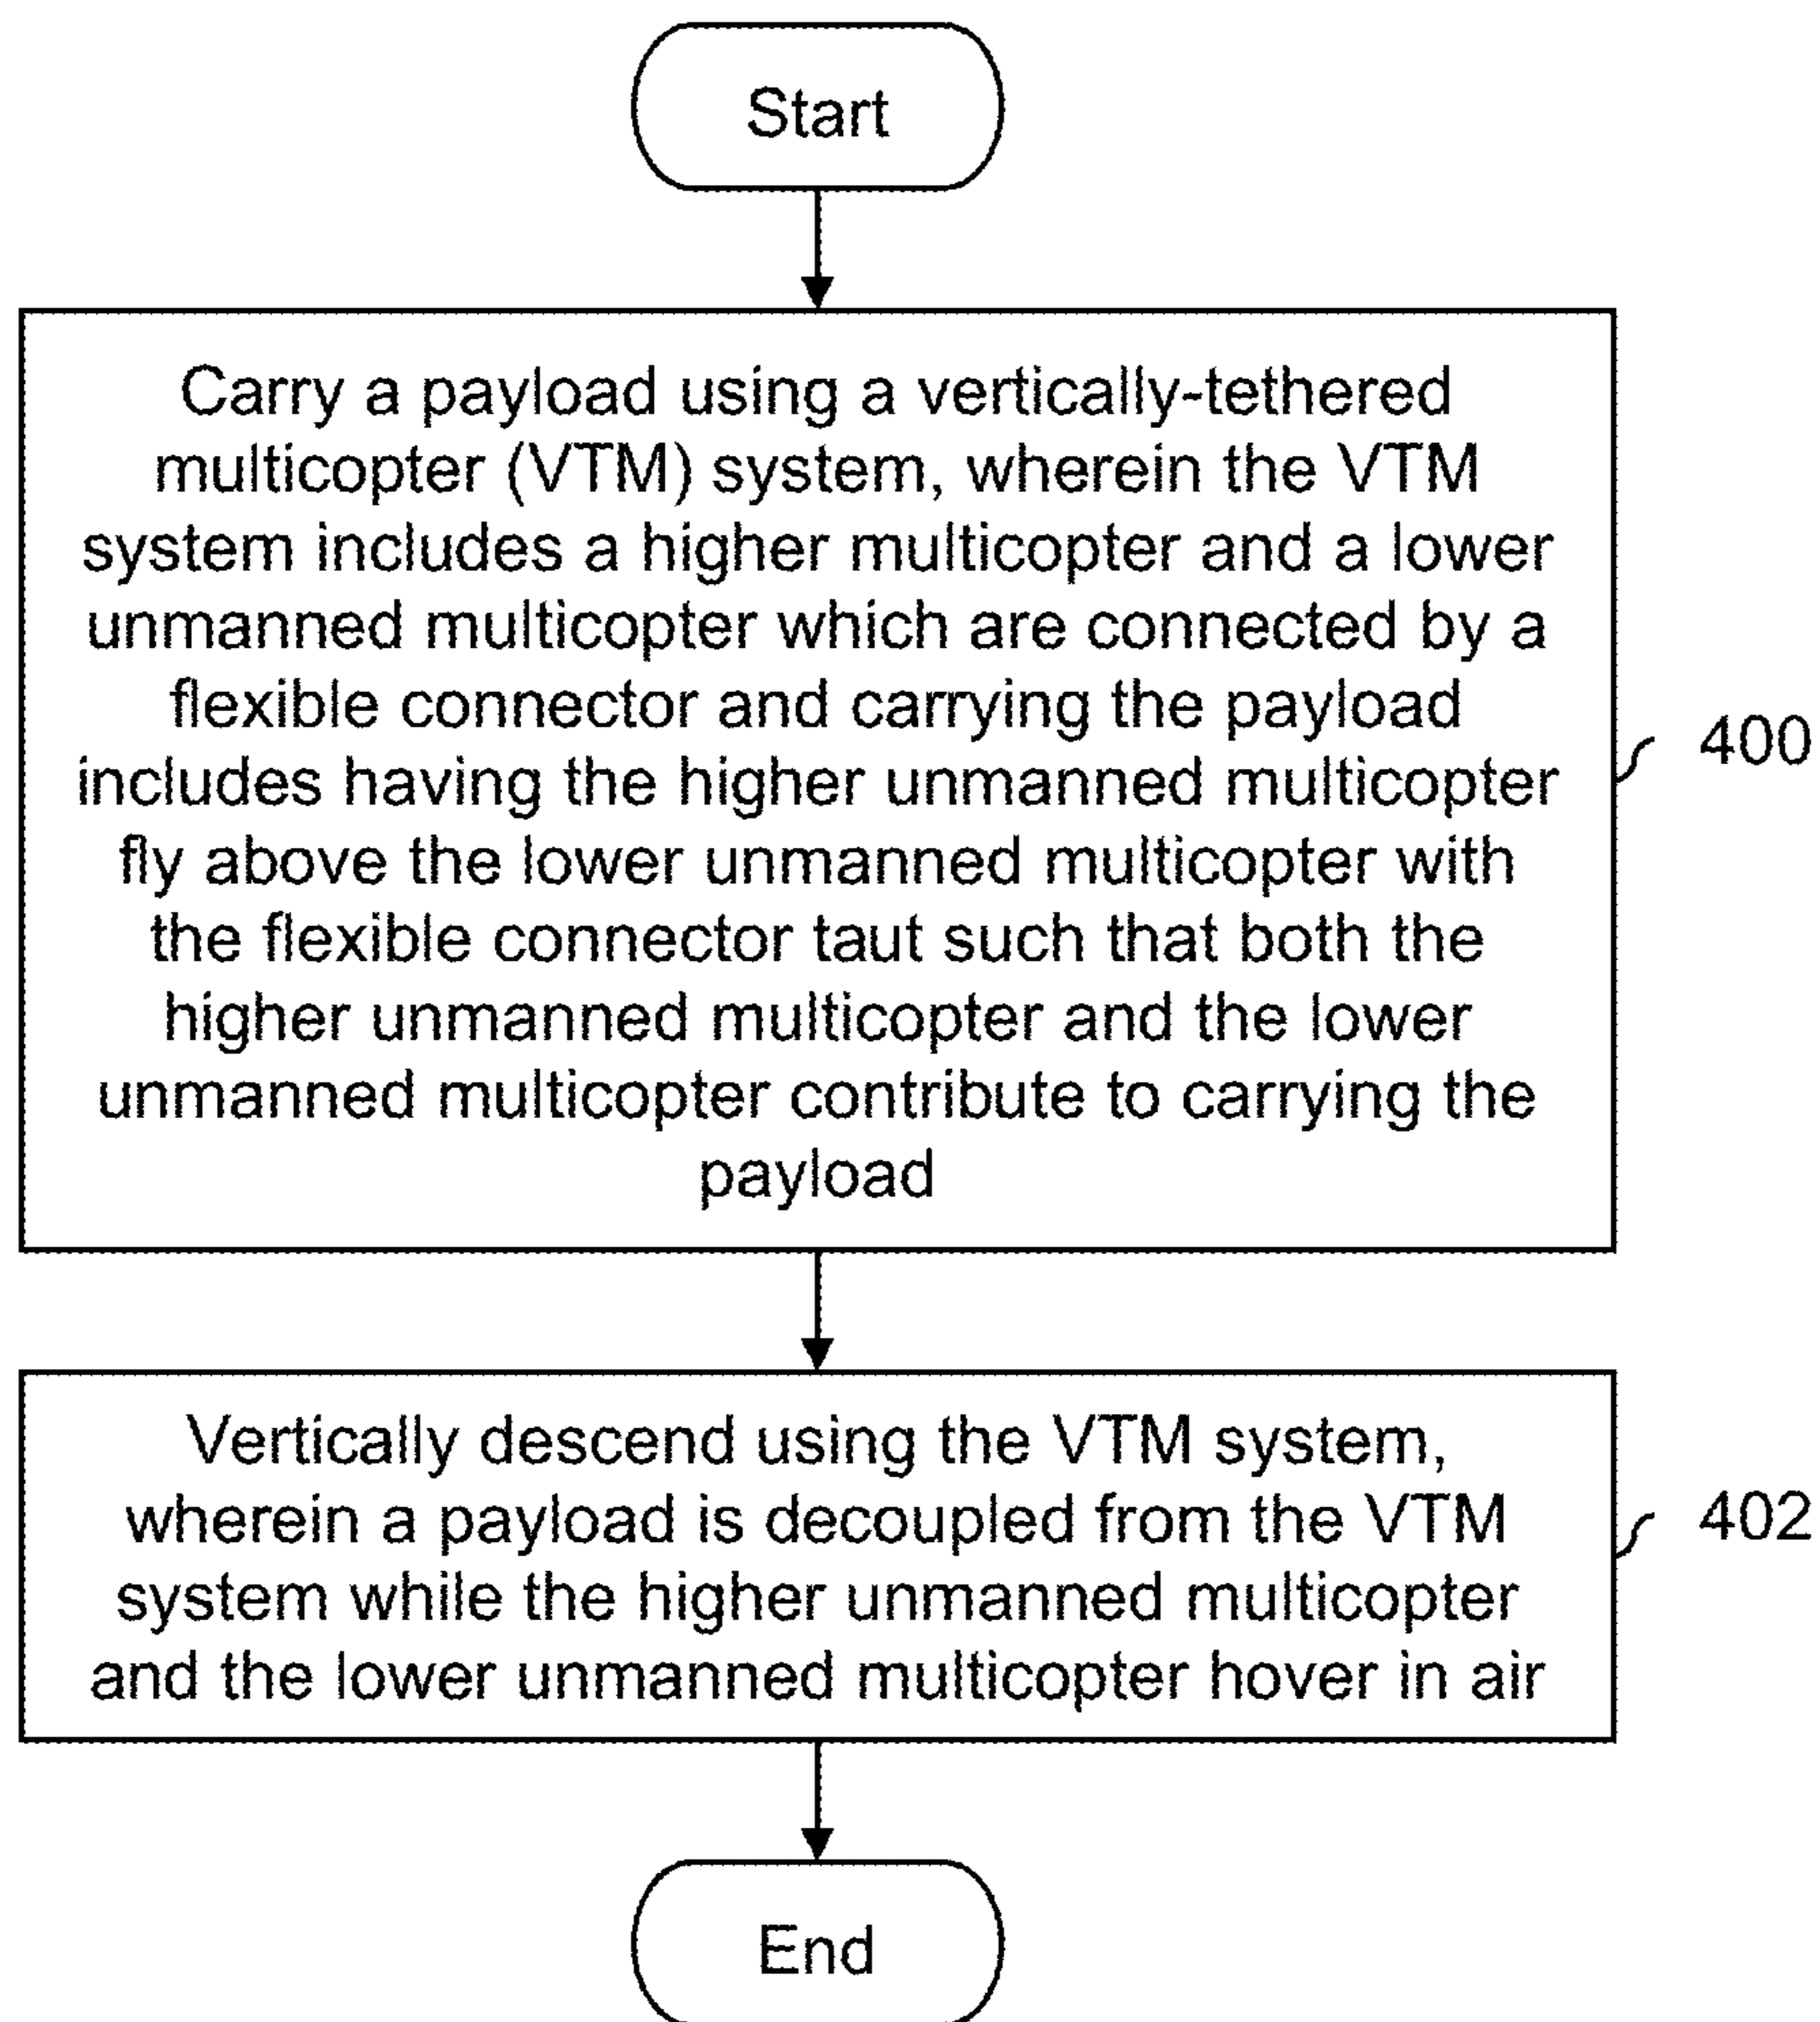 Start
Carry a payload using a vertically-tethered
multicopter (VTM) system, wherein the VTM
system includes a higher multicopter and a lower
unmanned multicopter which are connected by a
flexible connector and carrying the payload
includes having the higher unmanned multicopter
fly above the lower unmanned multicopter with
the flexible connector taut such that both the
higher unmanned multicopter and the lower
unmanned multicopter contribute to carrying the
payload
400
Vertically descend using the VTM system,
wherein a payload is decoupled from the VTM
system while the higher unmanned multicopter
and the lower unmanned multicopter hover in air
402
End